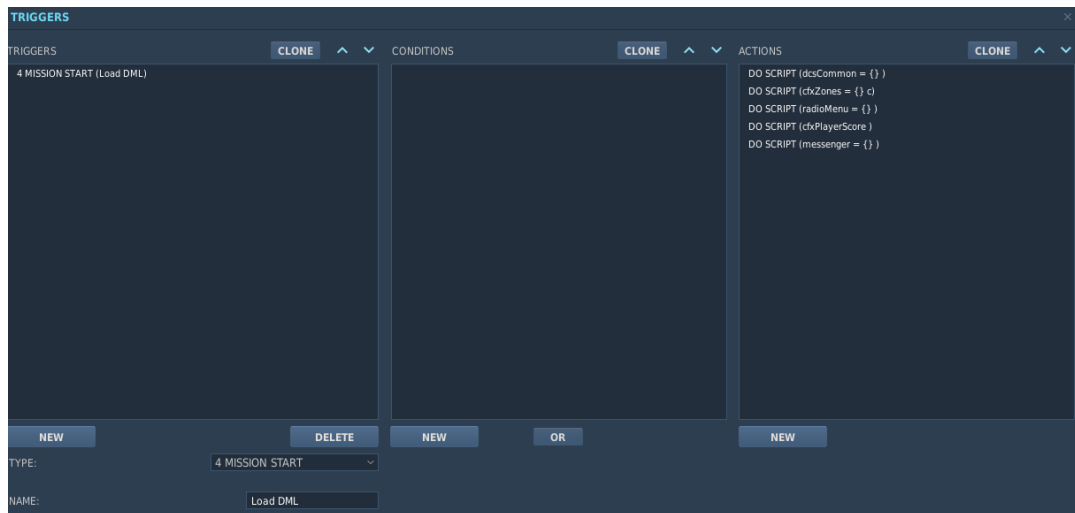 TRIGGERS
TRIGGERS CLONE CONDITIONS CLONE ACTIONS CLONE
4 MISSION START (Load DML)
DO SCRIPT (dcsCommon = {} )
DO SCRIPT (cfxZones = {} c)
DO SCRIPT (radioMenu = {} )
DO SCRIPT (cfxPlayerScore )
DO SCRIPT (messenger = {} )
NEW DELETE NEW OR NEW
TYPE: 4 MISSION START
NAME: Load DML